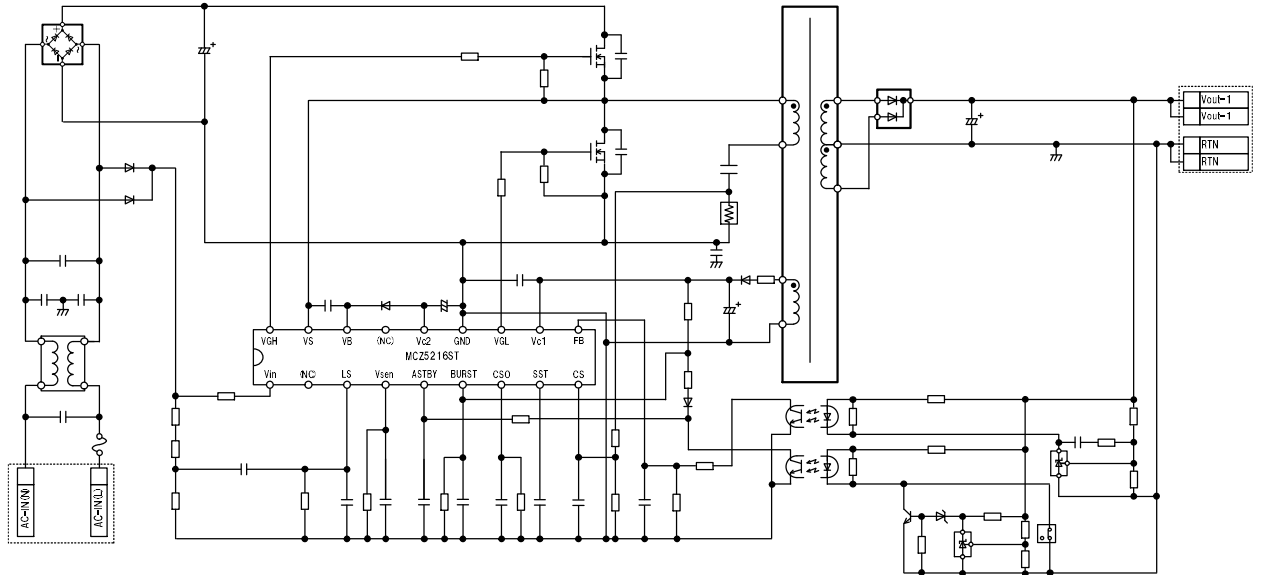 +
+
+
Vout-1
Vout-1
RTN
RTN
+
VGH VS VB (NC) Vc2 GND VGL Vc1 FB
MCZ5216ST
Vin (NC) LS Vsen ASTBY BURST CSO SST CS
AC-IN(N)
AC-IN(L)